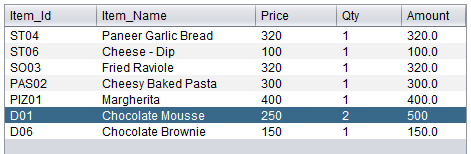 Item_Id Item_Name Price Qty Amount
ST04 Paneer Garlic Bread 320 1 320.0
ST06 Cheese - Dip 100 1 100.0
SO03 Fried Raviole 320 1 320.0
PAS02 Cheesy Baked Pasta 300 1 300.0
PIZ01 Margherita 400 1 400.0
D01 Chocolate Mousse 250 2 500
D06 Chocolate Brownie 150 1 150.0